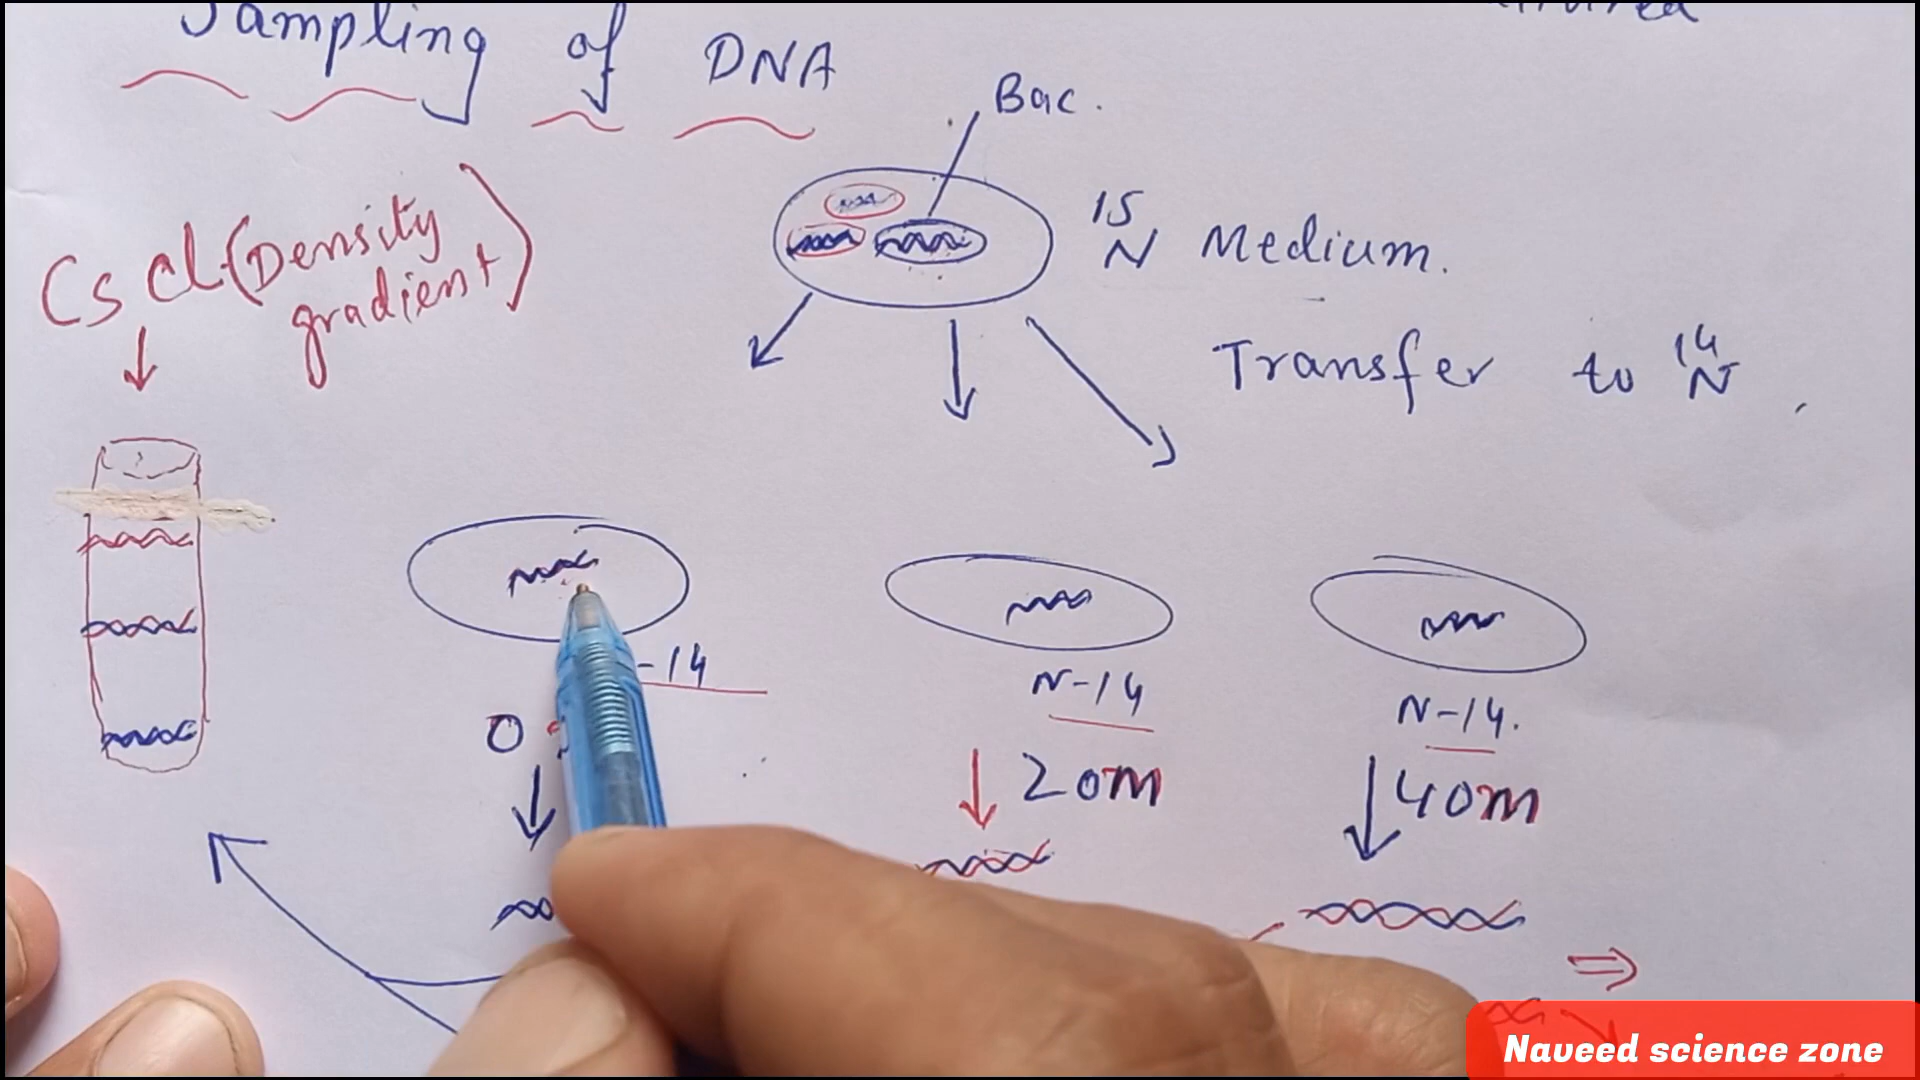 Sampling of DNA
Bac.
CsCl (Density
gradient)
15
N Medium.
Transfer to 14
N
-14
N-14
N-14.
0
20m
40m
Naveed science zone